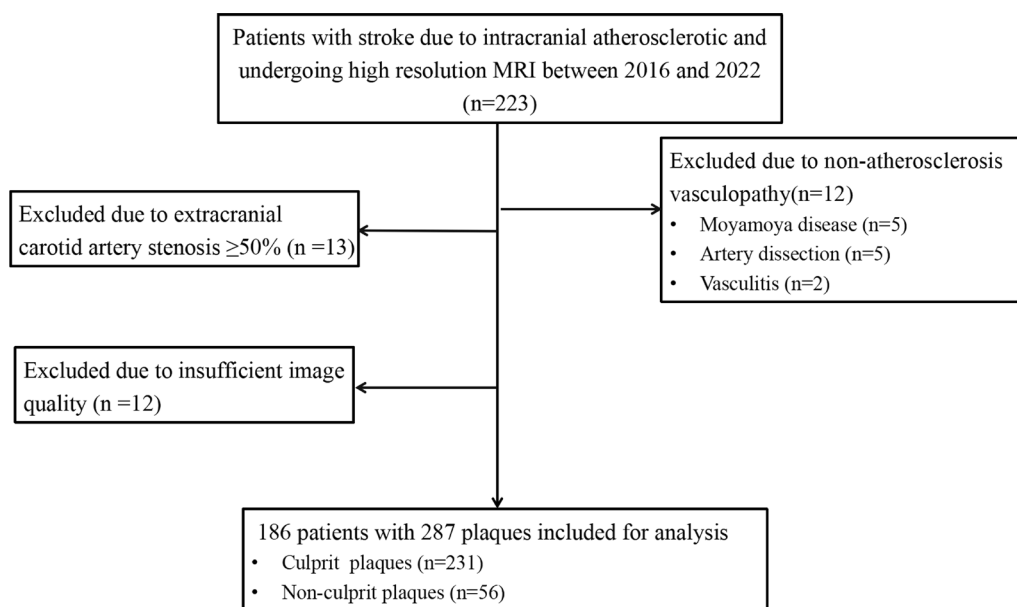 Patients with stroke due to intracranial atherosclerotic and
undergoing high resolution MRI between 2016 and 2022
(n=223)
Excluded due to non-atherosclerosis
vasculopathy(n=12)
• Moyamoya disease (n=5)
• Artery dissection (n=5)
• Vasculitis (n=2)
Excluded due to extracranial
carotid artery stenosis ≥50% (n =13)
Excluded due to insufficient image
quality (n =12)
186 patients with 287 plaques included for analysis
• Culprit plaques (n=231)
• Non-culprit plaques (n=56)